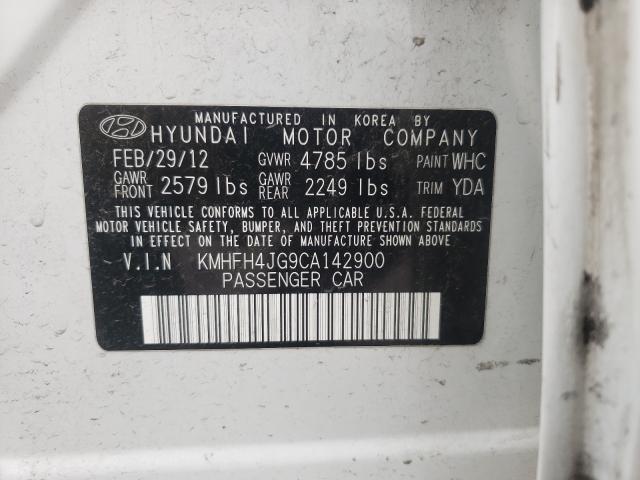 MANUFACTURED IN KOREA BY
HYUNDAI MOTOR COMPANY
FEB/29/12 GVWR 4785 lbs PAINT WHC
GAWR FRONT 2579 lbs GAWR REAR 2249 lbs TRIM YDA
THIS VEHICLE CONFORMS TO ALL APPLICABLE U.S.A. FEDERAL
MOTOR VEHICLE SAFETY, BUMPER, AND THEFT PREVENTION STANDARDS
IN EFFECT ON THE DATE OF MANUFACTURE SHOWN ABOVE
V.I.N KMHFH4JG9CA142900
PASSENGER CAR